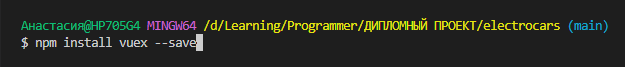 Анастасия@HP705G4 MINGW64 /d/Learning/Programmer/ДИПЛОМНЫЙ ПРОЕКТ/electrocars (main)
$ npm install vuex --save